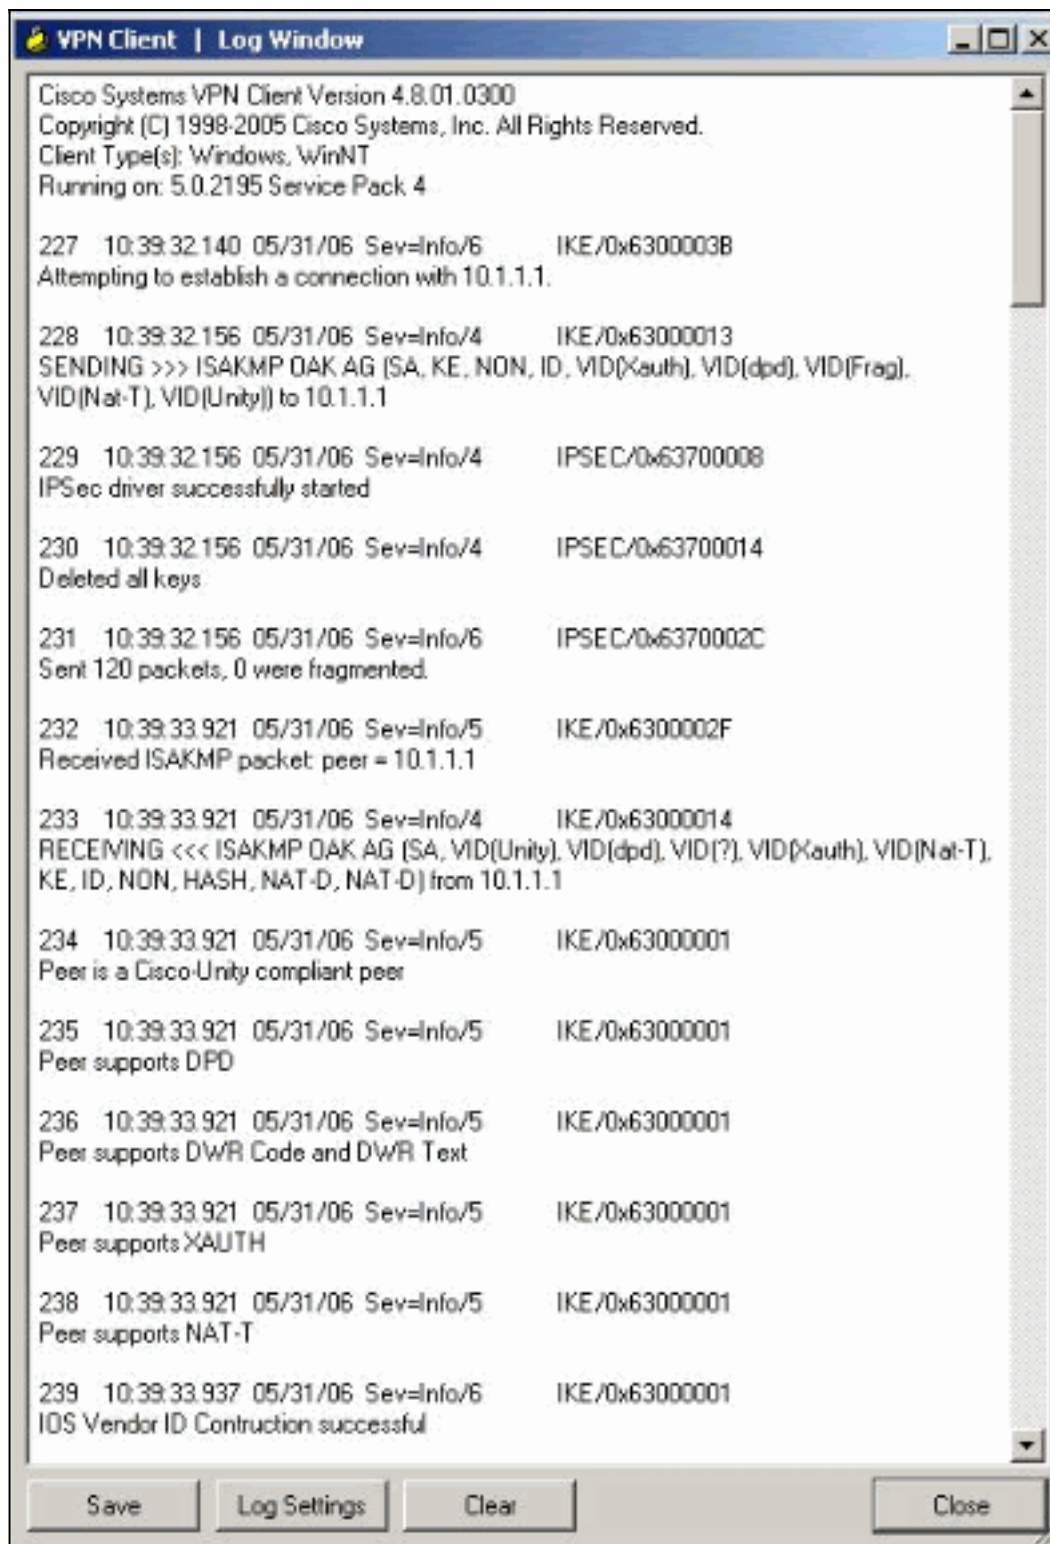 VPN Client | Log Window
Cisco Systems VPN Client Version 4.8.01.0300
Copyright (C) 1998-2005 Cisco Systems, Inc. All Rights Reserved.
Client Type(s): Windows, WinNT
Running on: 5.0.2195 Service Pack 4
227 10:39:32.140 05/31/06 Sev=Info/6 IKE/0x6300003B
Attempting to establish a connection with 10.1.1.1.
228 10:39:32.156 05/31/06 Sev=Info/4 IKE/0x63000013
SENDING >>> ISAKMP OAK AG (SA, KE, NON, ID, VID(Xauth), VID(dpd), VID(Frag),
VID(Nat-T), VID(Unity)) to 10.1.1.1
229 10:39:32.156 05/31/06 Sev=Info/4 IPSEC/0x63700008
IPSec driver successfully started
230 10:39:32.156 05/31/06 Sev=Info/4 IPSEC/0x63700014
Deleted all keys
231 10:39:32.156 05/31/06 Sev=Info/6 IPSEC/0x6370002C
Sent 120 packets, 0 were fragmented.
232 10:39:33.921 05/31/06 Sev=Info/5 IKE/0x6300002F
Received ISAKMP packet: peer = 10.1.1.1
233 10:39:33.921 05/31/06 Sev=Info/4 IKE/0x63000014
RECEIVING <<< ISAKMP OAK AG (SA, VID(Unity), VID(dpd), VID(?), VID(Xauth), VID(Nat-T),
KE, ID, NON, HASH, NAT-D, NAT-D) from 10.1.1.1
234 10:39:33.921 05/31/06 Sev=Info/5 IKE/0x63000001
Peer is a Cisco-Unity compliant peer
235 10:39:33.921 05/31/06 Sev=Info/5 IKE/0x63000001
Peer supports DPD
236 10:39:33.921 05/31/06 Sev=Info/5 IKE/0x63000001
Peer supports DWR Code and DWR Text
237 10:39:33.921 05/31/06 Sev=Info/5 IKE/0x63000001
Peer supports XAUTH
238 10:39:33.921 05/31/06 Sev=Info/5 IKE/0x63000001
Peer supports NAT-T
239 10:39:33.937 05/31/06 Sev=Info/6 IKE/0x63000001
IOS Vendor ID Contruction successful
Save Log Settings Clear Close